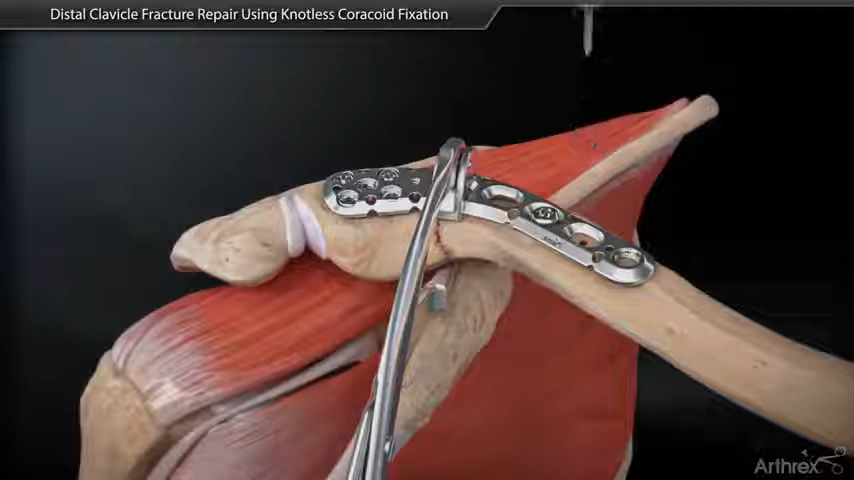 Distal Clavicle Fracture Repair Using Knotless Coracoid Fixation
Arthrex